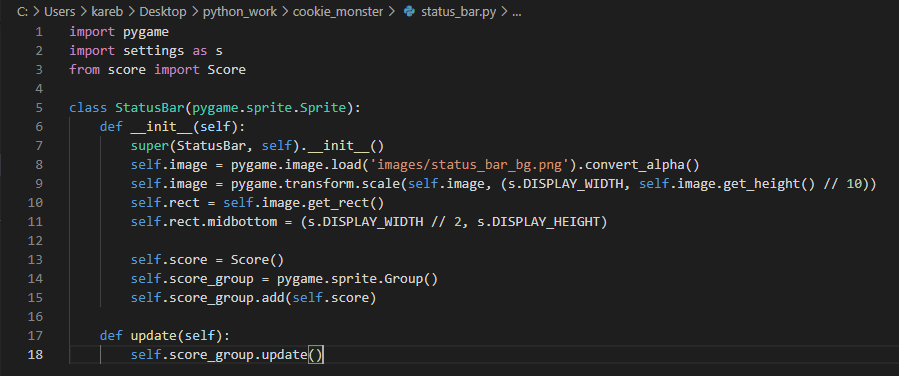 C: > Users > kareb > Desktop > python_work > cookie_monster > status_bar.py > ...
1 import pygame
2 import settings as s
3 from score import Score
4
5 class StatusBar(pygame.sprite.Sprite):
6     def __init__(self):
7         super(StatusBar, self).__init__()
8         self.image = pygame.image.load('images/status_bar_bg.png').convert_alpha()
9         self.image = pygame.transform.scale(self.image, (s.DISPLAY_WIDTH, self.image.get_height() // 10))
10         self.rect = self.image.get_rect()
11         self.rect.midbottom = (s.DISPLAY_WIDTH // 2, s.DISPLAY_HEIGHT)
12
13         self.score = Score()
14         self.score_group = pygame.sprite.Group()
15         self.score_group.add(self.score)
16
17     def update(self):
18         self.score_group.update()